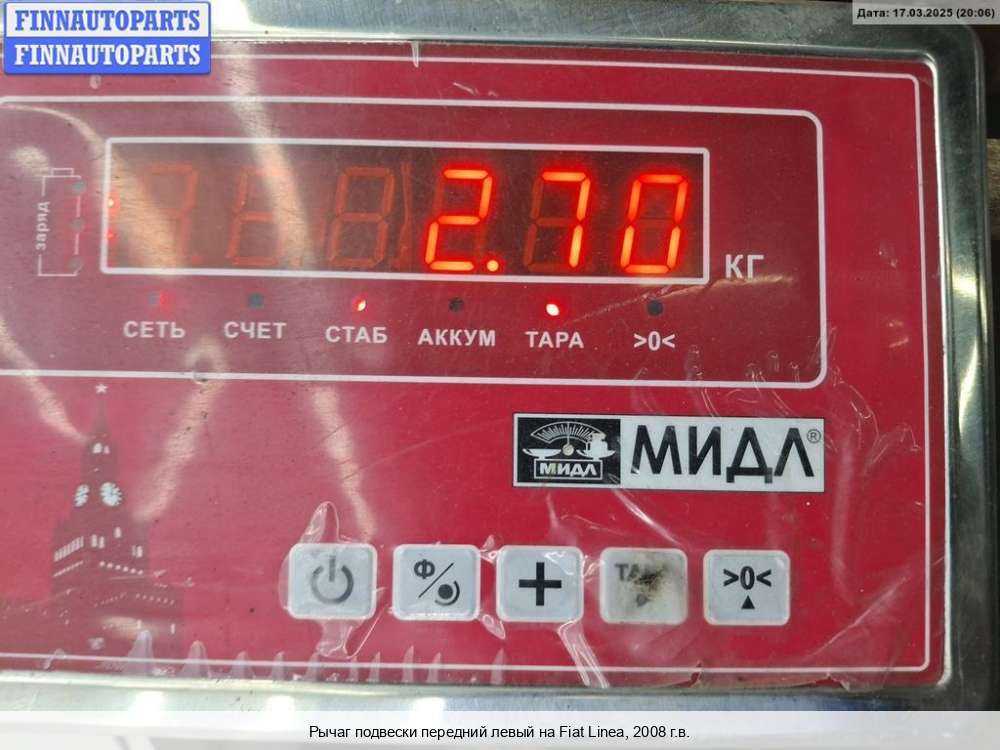 FINNAUTOPARTS
FINNAUTOPARTS
Дата: 17.03.2025 (20:06)
заряд
2.70
КГ
СЕТЬ СЧЕТ СТАБ АККУМ ТАРА >0<
МИДЛ МИДЛ®
Ф
+
>0<
Рычаг подвески передний левый на Fiat Linea, 2008 г.в.